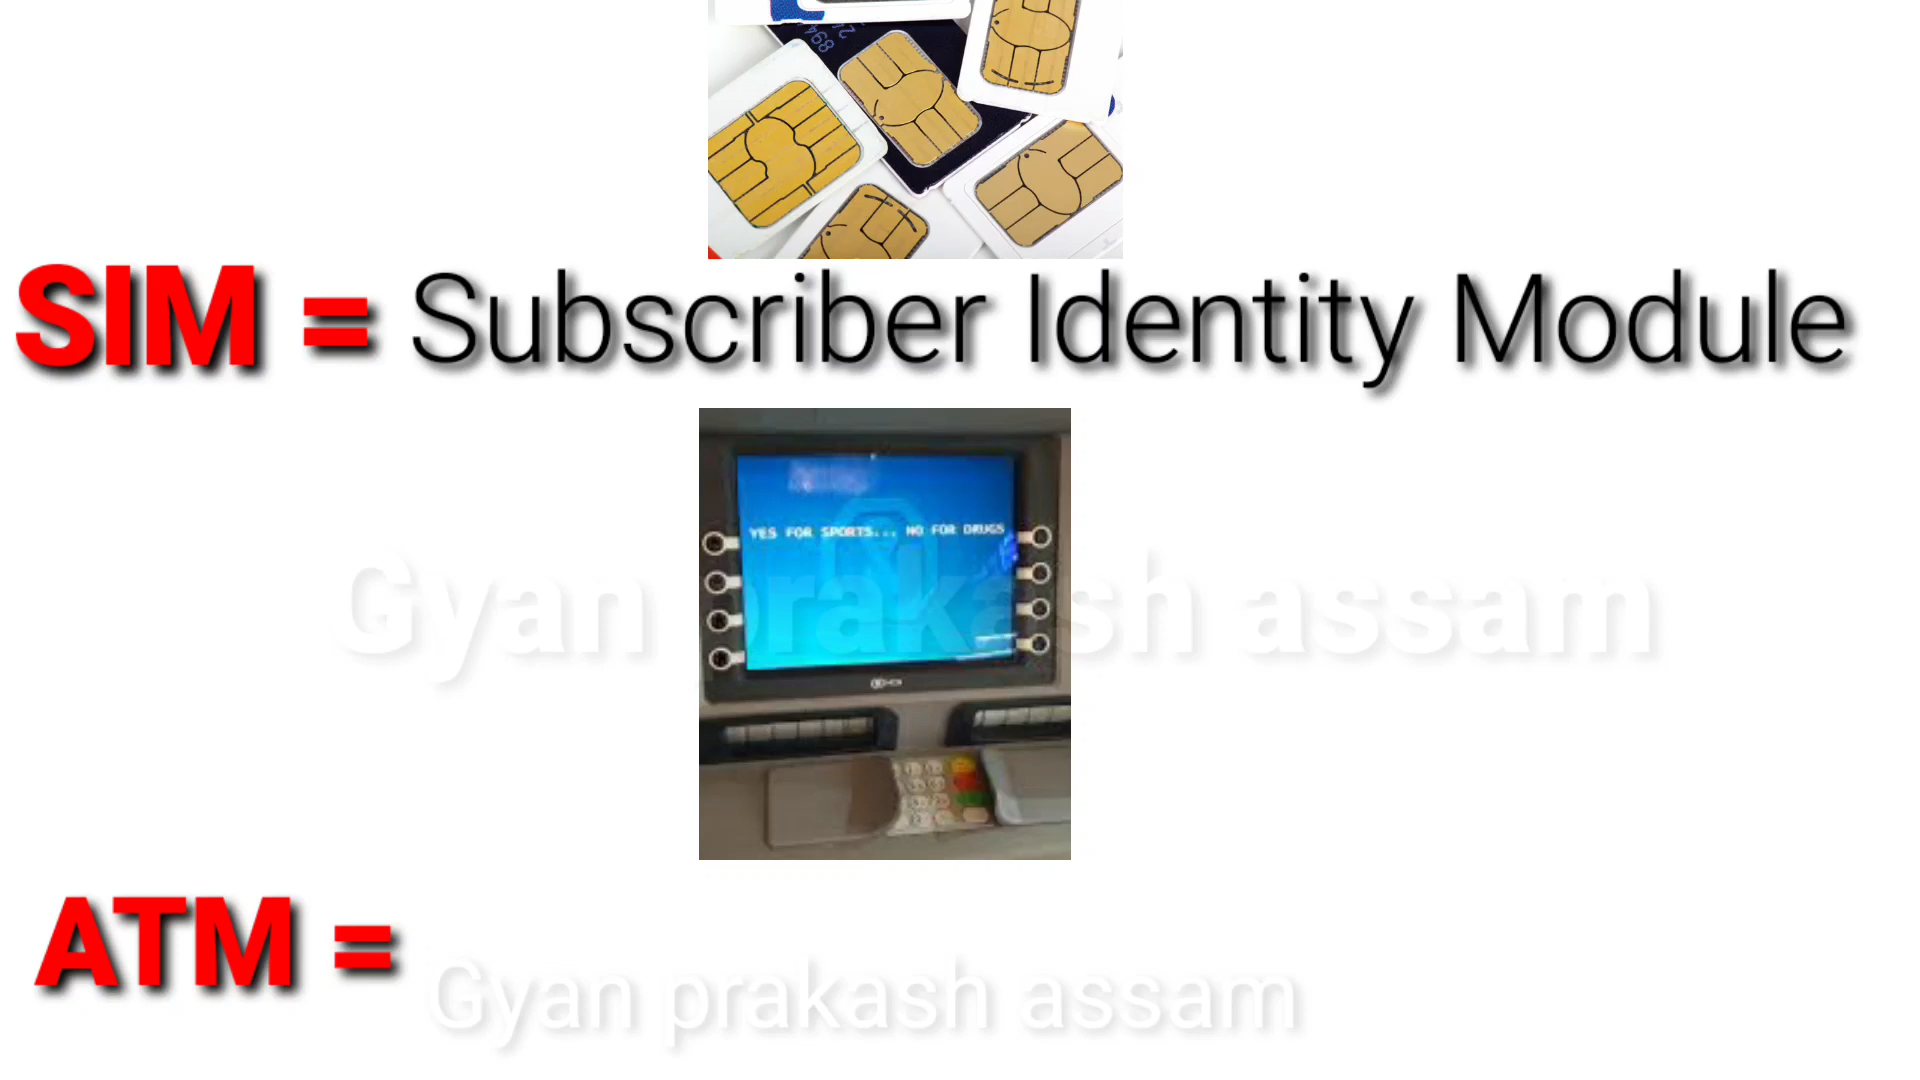 SIM = Subscriber Identity Module
YES FOR SPORTS... NO FOR DRUGS
Gyan prakash assam
ATM =
Gyan prakash assam